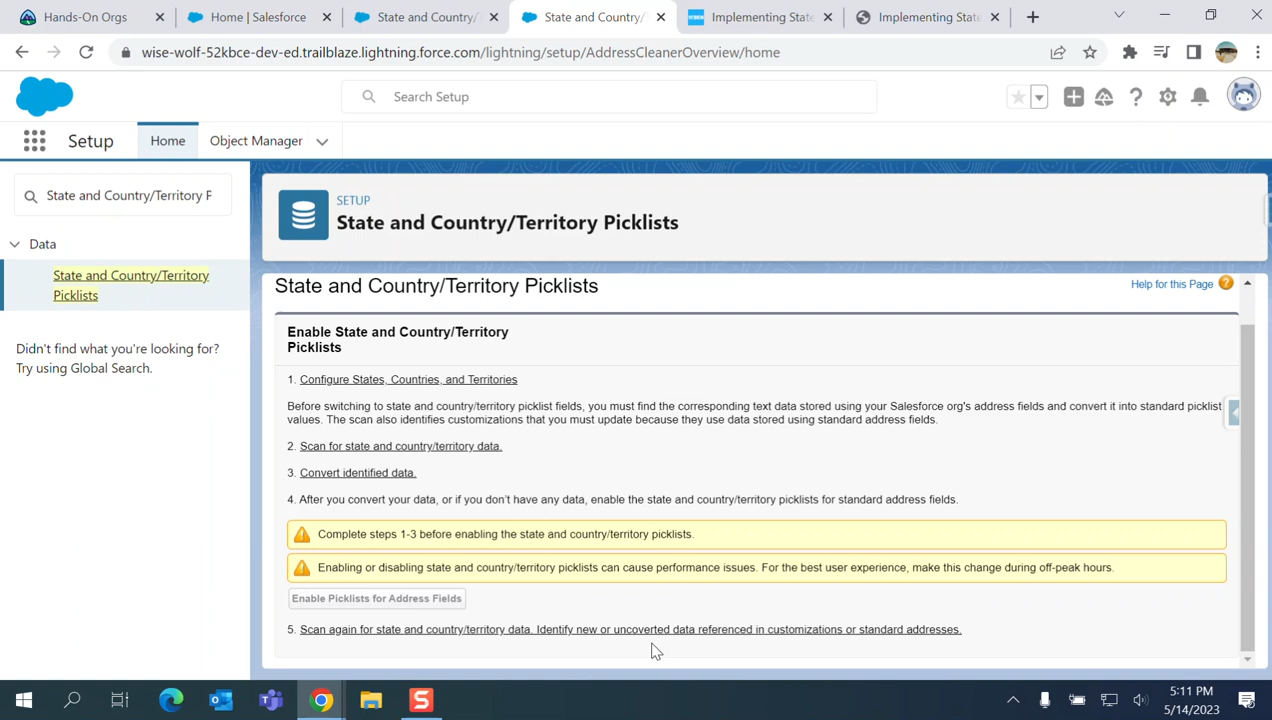 Hands-On Orgs
Home | Salesforce
State and Country/
State and Country/
Implementing State
Implementing State
wise-wolf-52kbce-dev-ed.trailblaze.lightning.force.com/lightning/setup/AddressCleanerOverview/home
Search Setup
Setup
Home
Object Manager
State and Country/Territory P
Data
State and Country/Territory
Picklists
Didn't find what you're looking for?
Try using Global Search.
SETUP
State and Country/Territory Picklists
State and Country/Territory Picklists
Help for this Page
Enable State and Country/Territory
Picklists
1. Configure States, Countries, and Territories
Before switching to state and country/territory picklist fields, you must find the corresponding text data stored using your Salesforce org's address fields and convert it into standard picklist
values. The scan also identifies customizations that you must update because they use data stored using standard address fields.
2. Scan for state and country/territory data.
3. Convert identified data.
4. After you convert your data, or if you don't have any data, enable the state and country/territory picklists for standard address fields.
Complete steps 1-3 before enabling the state and country/territory picklists.
Enabling or disabling state and country/territory picklists can cause performance issues. For the best user experience, make this change during off-peak hours.
Enable Picklists for Address Fields
5. Scan again for state and country/territory data. Identify new or uncoverted data referenced in customizations or standard addresses.
5:11 PM
5/14/2023